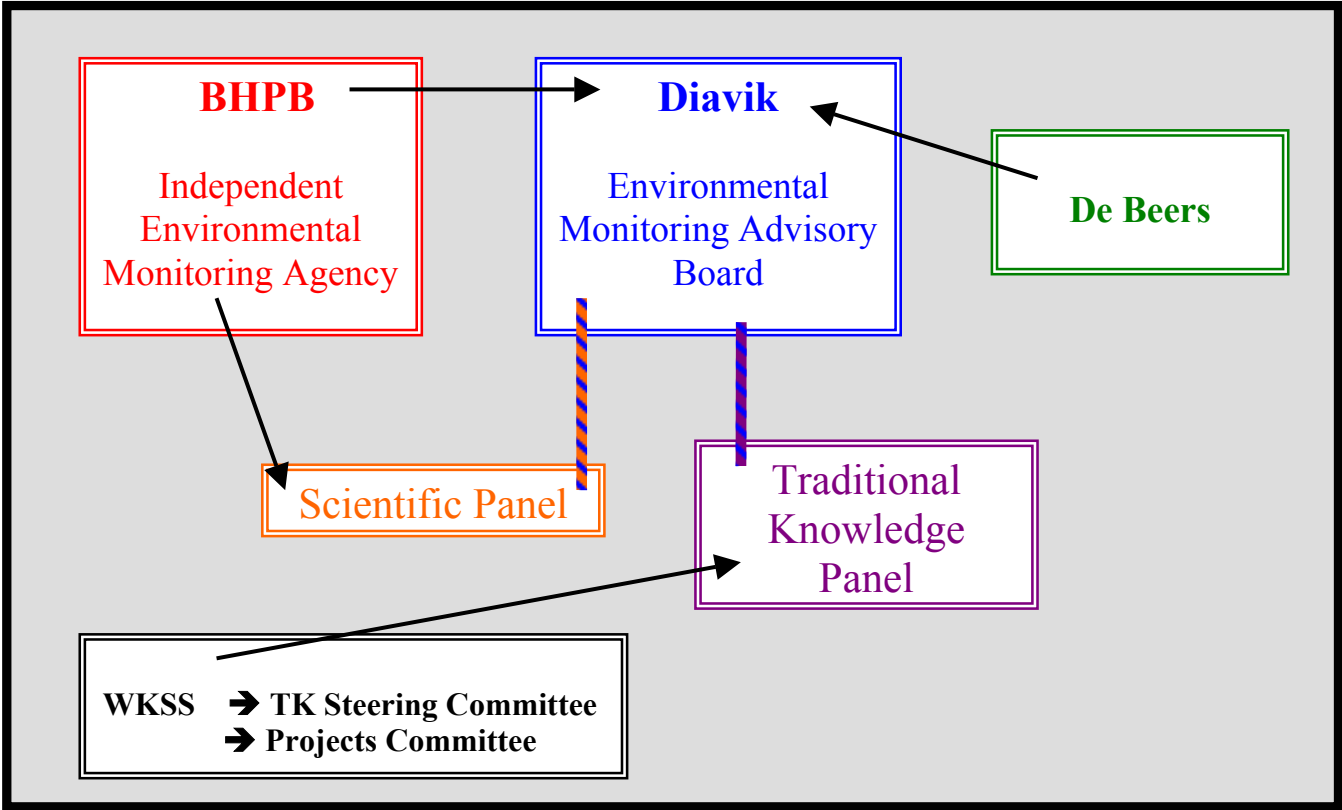 BHPB
Independent
Environmental
Monitoring Agency
Diavik
Environmental
Monitoring Advisory
Board
De Beers
Scientific Panel
Traditional
Knowledge
Panel
WKSS ➔ TK Steering Committee
➔ Projects Committee